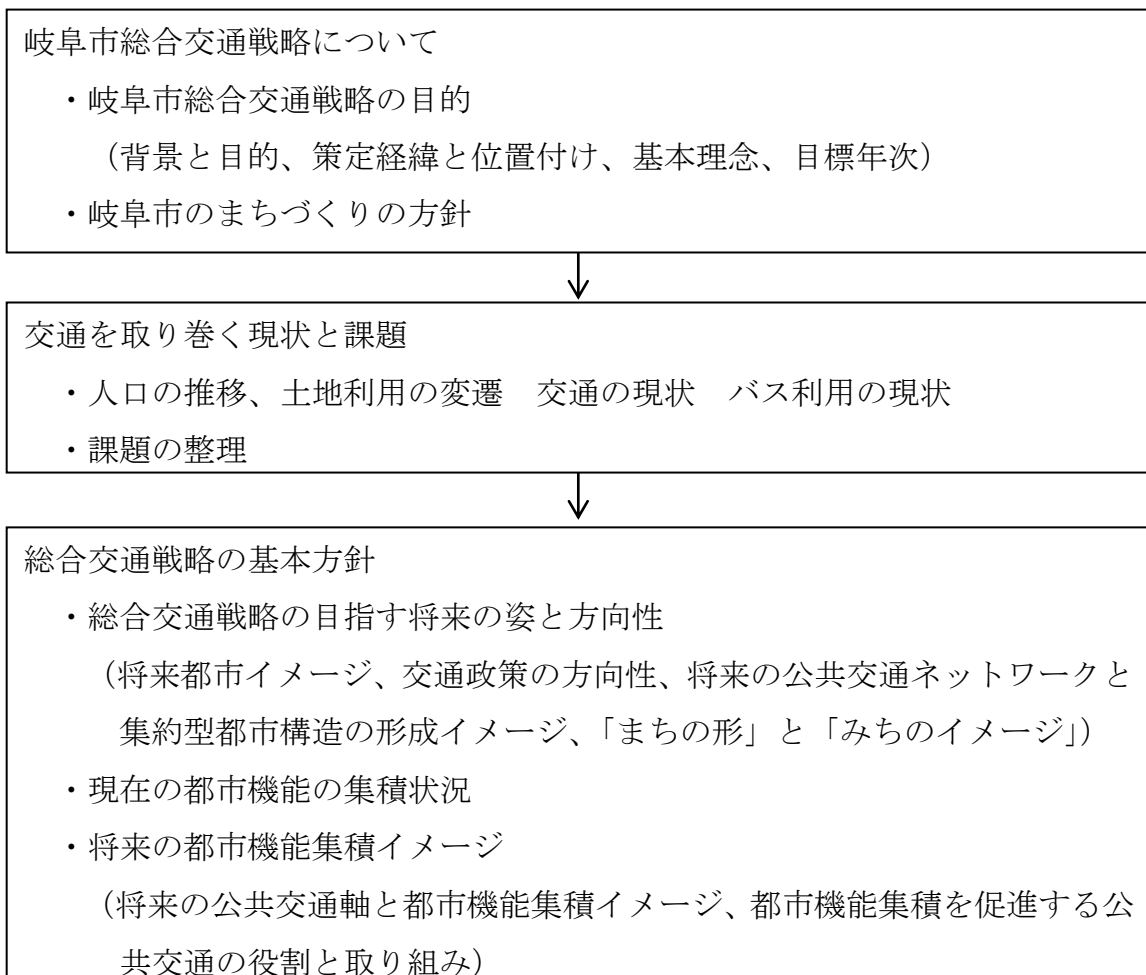 岐阜市総合交通戦略について
・岐阜市総合交通戦略の目的
（背景と目的、策定経緯と位置付け、基本理念、目標年次）
・岐阜市のまちづくりの方針
交通を取り巻く現状と課題
・人口の推移、土地利用の変遷　交通の現状　バス利用の現状
・課題の整理
総合交通戦略の基本方針
・総合交通戦略の目指す将来の姿と方向性
（将来都市イメージ、交通政策の方向性、将来の公共交通ネットワークと
集約型都市構造の形成イメージ、「まちの形」と「みちのイメージ」）
・現在の都市機能の集積状況
・将来の都市機能集積イメージ
（将来の公共交通軸と都市機能集積イメージ、都市機能集積を促進する公
共交通の役割と取り組み）